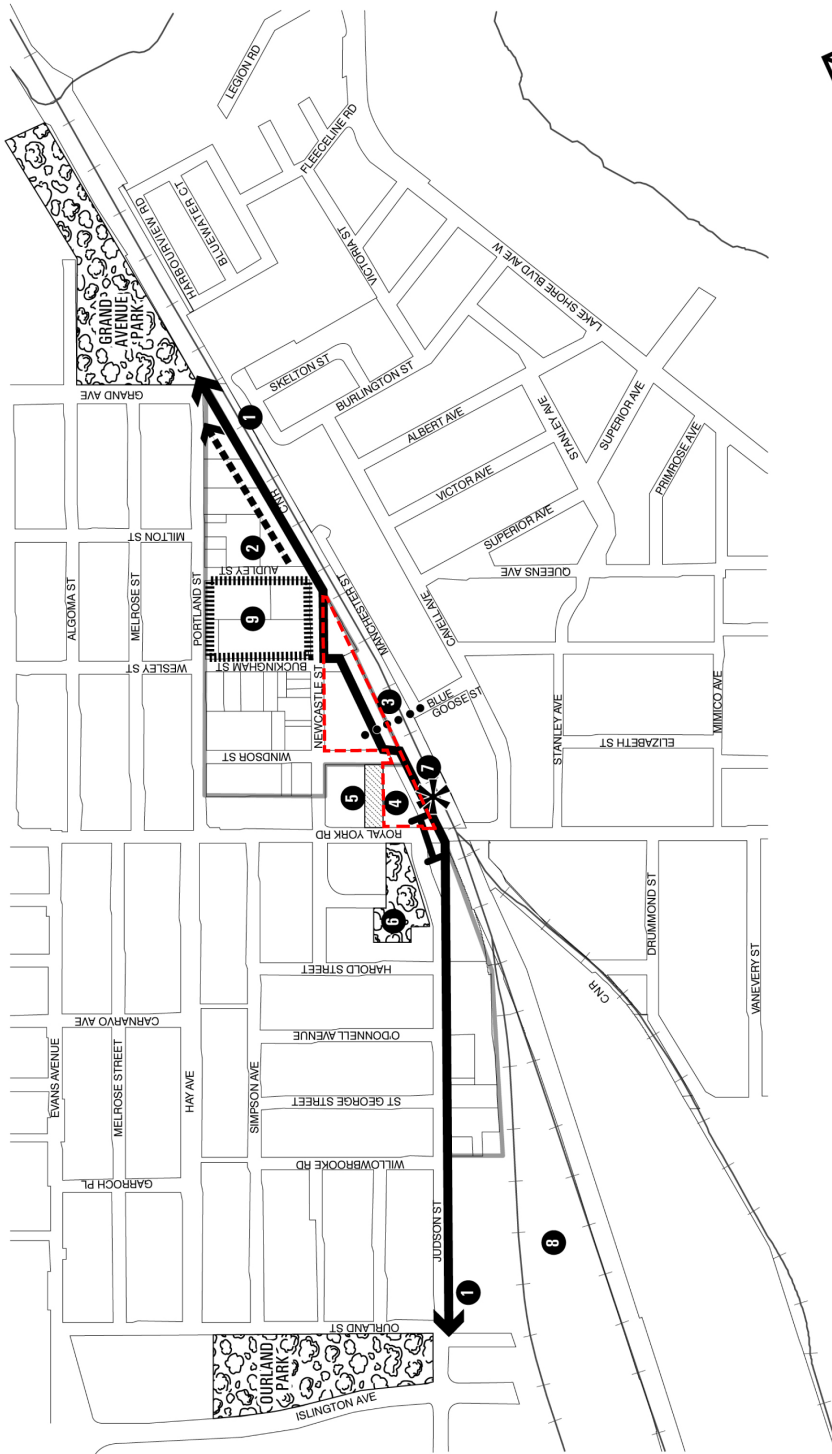 LEGION RD
FLEECELINE RD
HARBOURVIEW RD
BLUEWATER CT
VICTORIA ST
LAKE SHORE BLVD AVE W
GRAND
AVENUE
PARK
GRAND AVE
SKELTON ST
BURLINGTON ST
ALBERT AVE
STANLEY AVE
SUPERIOR AVE
VICTOR AVE
PRIMROSE AVE
SUPERIOR AVE
QUEENS AVE
1
CNR
MILTON ST
2
AUDLEY ST
MANCHESTER ST
CAVELL AVE
ALGOMA ST
MELROSE ST
PORTLAND ST
9
WESLEY ST
BUCKINGHAM ST
NEWCASTLE ST
3
BLUE
GOOSE ST
WINDSOR ST
STANLEY AVE
ELIZABETH ST
MIMICO AVE
5
4
7
ROYAL YORK RD
6
HAROLD STREET
DRUMMOND ST
VANEVERY ST
CNR
EVANS AVENUE
CARNARVO AVE
MELROSE STREET
HAY AVE
SIMPSON AVE
O'DONNELL AVENUE
ST GEORGE STREET
WILLOWBROOKE RD
GARROCH PL
JUDSON ST
8
1
OURLAND ST
OURLAND
PARK
ISLINGTON AVE